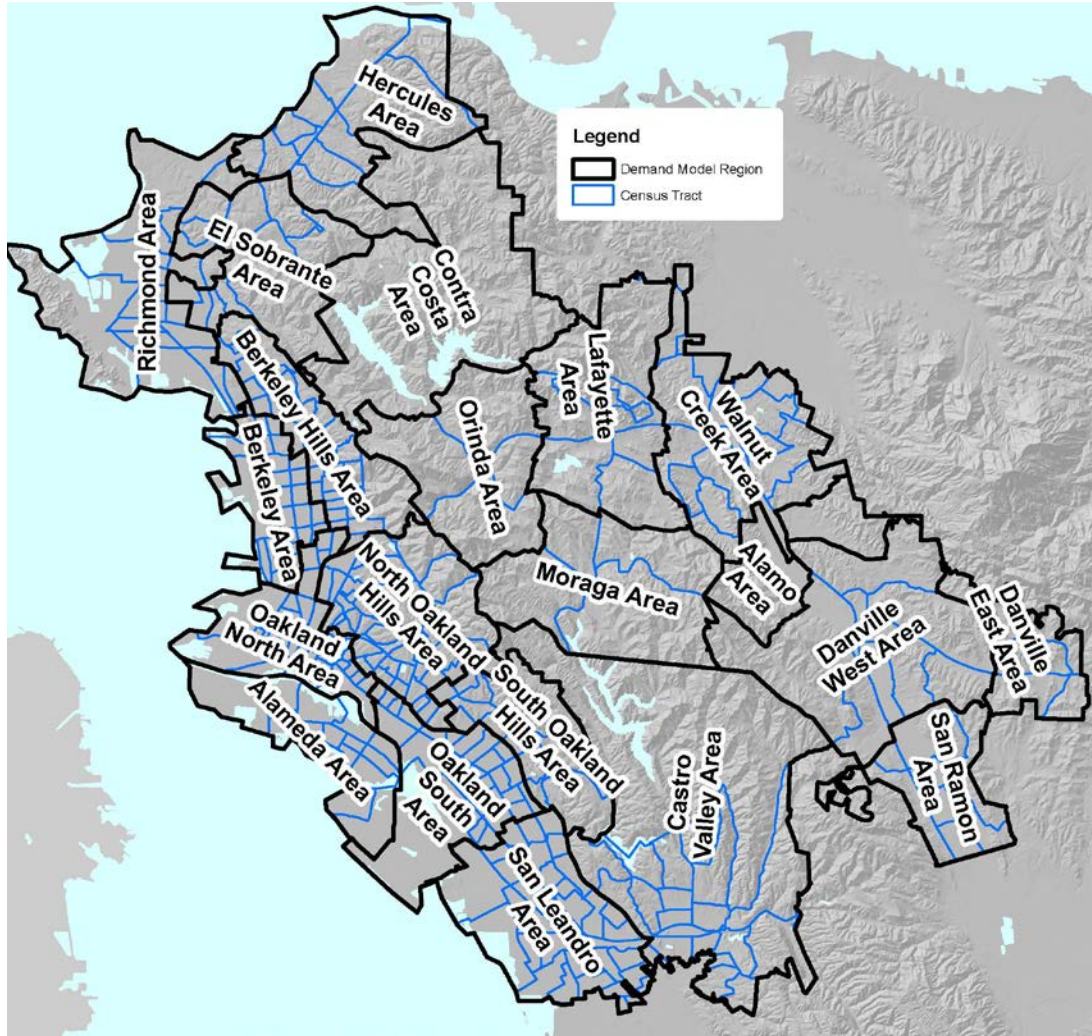 Hercules
Area
Legend
Demand Model Region
Census Tract
Richmond Area
El Sobrante
Area
Contra
Costa
Area
Berkeley Hills Area
Lafayette
Area
Walnut
Creek Area
Orinda Area
Berkeley Area
North Oakland
Hills Area
Moraga Area
Alamo
Area
Danville
West Area
Danville
East Area
Oakland
North Area
South Oakland
Hills Area
Alameda Area
Oakland
South
Area
Castro
Valley Area
San Ramon
Area
San Leandro
Area